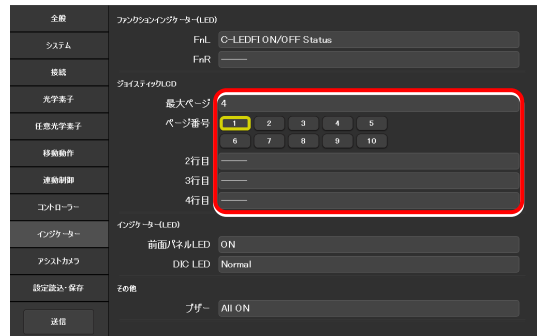 全般
システム
接続
光学素子
任意光学素子
移動動作
連動制御
コントローラー
インジケーター
アシストカメラ
設定読込・保存
送信
ファンクションインジケーター(LED)
FnL C-LEDFI ON/OFF Status
FnR ――
ジョイスティックLCD
最大ページ 4
ページ番号 1 2 3 4 5
6 7 8 9 10
2行目 ――
3行目 ――
4行目 ――
インジケーター(LED)
前面パネルLED ON
DIC LED Normal
その他
ブザー All ON